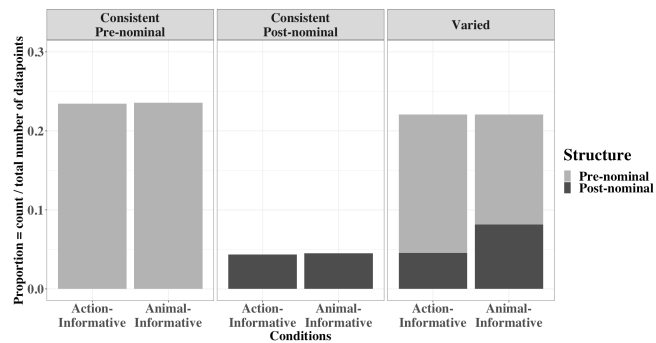 Consistent
Pre-nominal
Consistent
Post-nominal
Varied
Proportion = count / total number of datapoints
0.3
0.2
0.1
0.0
Action-
Informative
Animal-
Informative
Action-
Informative
Animal-
Informative
Action-
Informative
Animal-
Informative
Conditions
Structure
Pre-nominal
Post-nominal